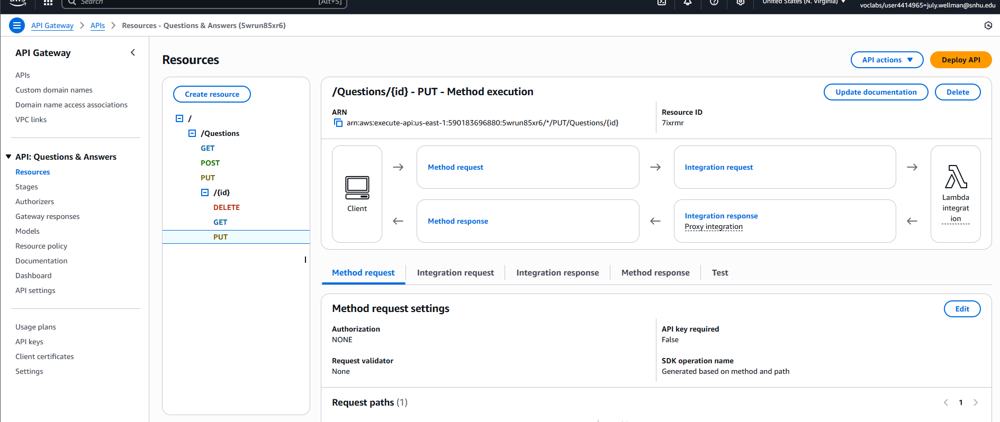 aws
Search
[Alt+S]
United States (N. Virginia)
voclabs/user4414965=july.wellman@snhu.edu
API Gateway
APIs
Resources - Questions & Answers (5wrun85xr6)
API Gateway
APIs
Custom domain names
Domain name access associations
VPC links
API: Questions & Answers
Resources
Stages
Authorizers
Gateway responses
Models
Resource policy
Documentation
Dashboard
API settings
Usage plans
API keys
Client certificates
Settings
Resources
API actions
Deploy API
Create resource
/
/Questions
GET
POST
PUT
/{id}
DELETE
GET
PUT
/Questions/{id} - PUT - Method execution
Update documentation
Delete
ARN
arn:aws:execute-api:us-east-1:590183696880:5wrun85xr6/*/PUT/Questions/{id}
Resource ID
7ixrmr
Client
Method request
Integration request
Method response
Integration response
Proxy integration
Lambda
integrat
ion
Method request
Integration request
Integration response
Method response
Test
Method request settings
Edit
Authorization
NONE
API key required
False
Request validator
None
SDK operation name
Generated based on method and path
Request paths (1)
1